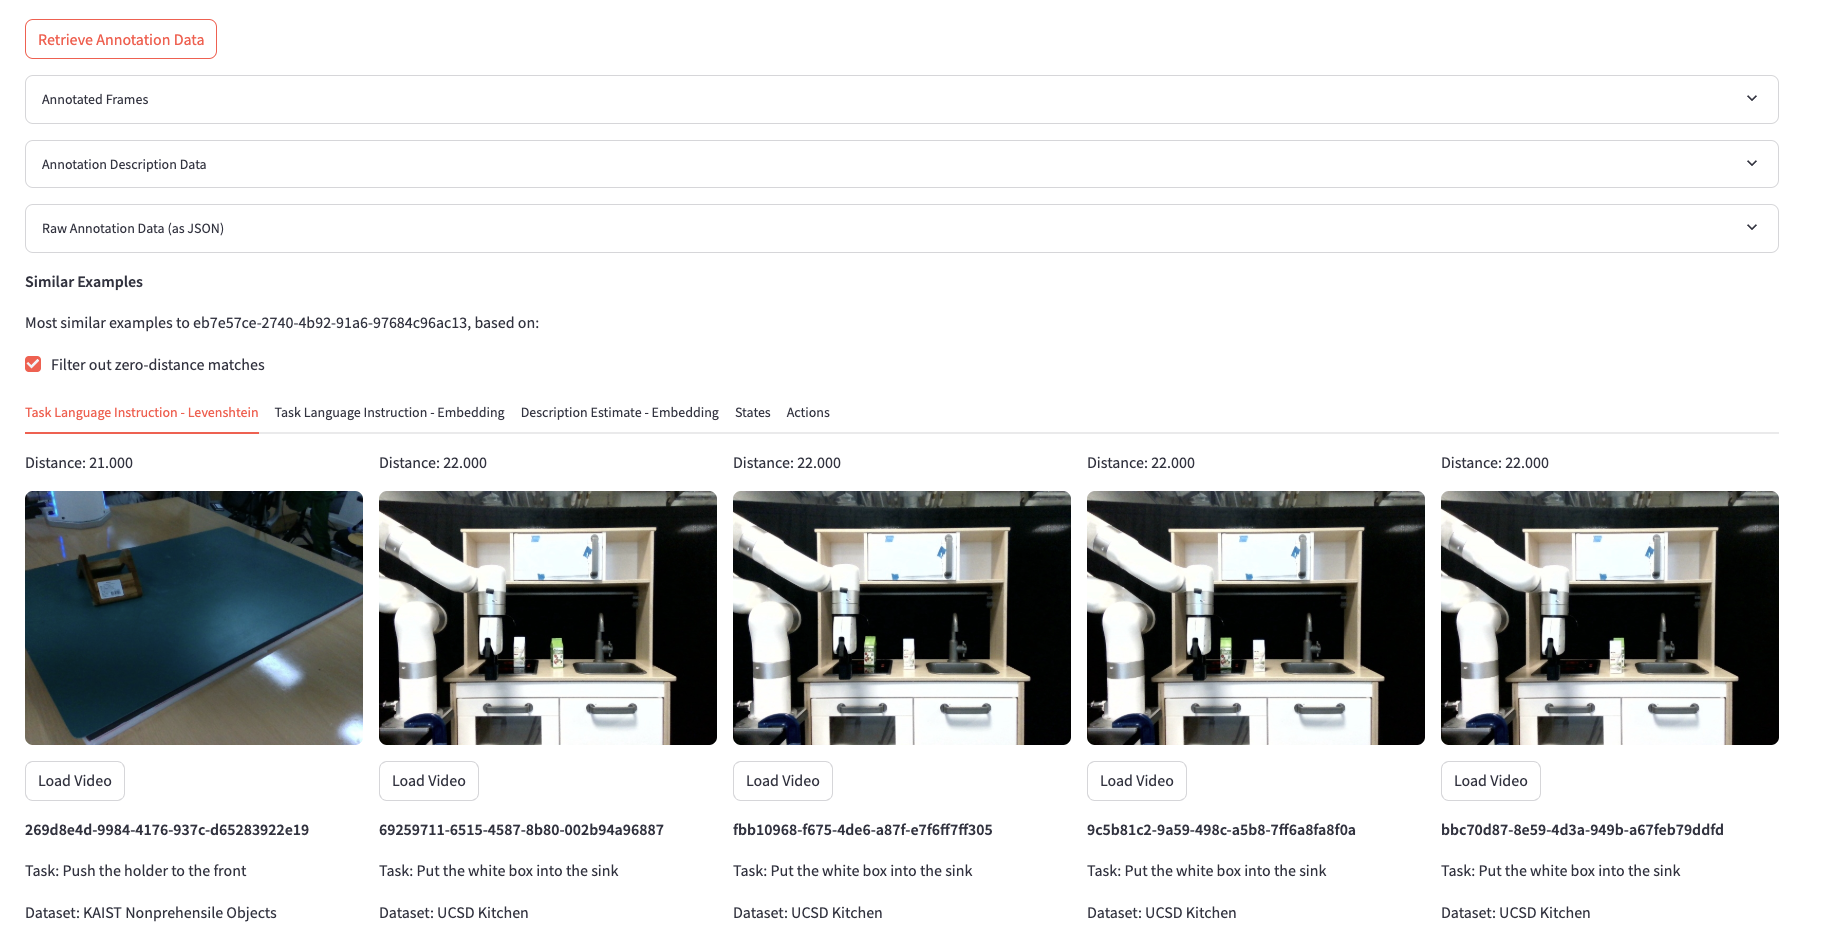 Retrieve Annotation Data
Annotated Frames
Annotation Description Data
Raw Annotation Data (as JSON)
Similar Examples
Most similar examples to eb7e57ce-2740-4b92-91a6-97684c96ac13, based on:
Filter out zero-distance matches
Task Language Instruction - Levenshtein Task Language Instruction - Embedding Description Estimate - Embedding States Actions
Distance: 21.000 Distance: 22.000 Distance: 22.000 Distance: 22.000 Distance: 22.000
Load Video Load Video Load Video Load Video Load Video
269d8e4d-9984-4176-937c-d65283922e19 69259711-6515-4587-8b80-002b94a96887 fbb10968-f675-4de6-a87f-e7f6ff7ff305 9c5b81c2-9a59-498c-a5b8-7ff6a8fa8f0a bbc70d87-8e59-4d3a-949b-a67feb79ddfd
Task: Push the holder to the front Task: Put the white box into the sink Task: Put the white box into the sink Task: Put the white box into the sink Task: Put the white box into the sink
Dataset: KAIST Nonprehensile Objects Dataset: UCSD Kitchen Dataset: UCSD Kitchen Dataset: UCSD Kitchen Dataset: UCSD Kitchen